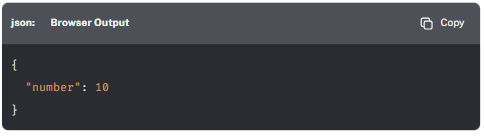 json: Browser Output Copy
{
"number": 10
}